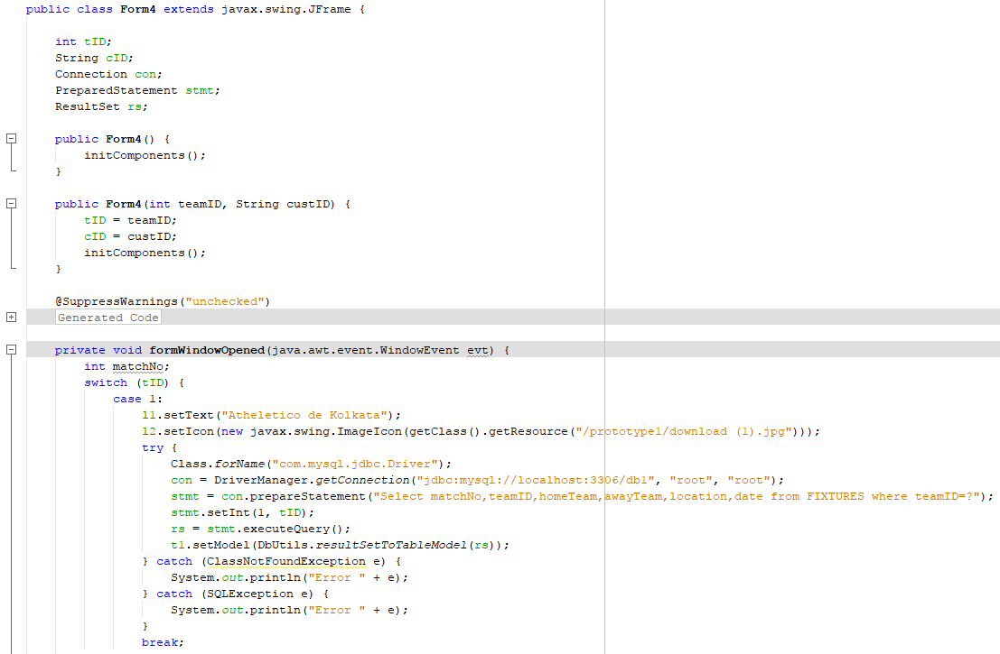 public class Form4 extends javax.swing.JFrame {
int tID;
String cID;
Connection con;
PreparedStatement stmt;
ResultSet rs;
public Form4() {
initComponents();
}
public Form4(int teamID, String custID) {
tID = teamID;
cID = custID;
initComponents();
}
@SuppressWarnings("unchecked")
Generated Code
private void formWindowOpened(java.awt.event.WindowEvent evt) {
int matchNo;
switch (tID) {
case 1:
l1.setText("Atheletico de Kolkata");
l2.setIcon(new javax.swing.ImageIcon(getClass().getResource("/prototype1/download (1).jpg")));
try {
Class.forName("com.mysql.jdbc.Driver");
con = DriverManager.getConnection("jdbc:mysql://localhost:3306/db1", "root", "root");
stmt = con.prepareStatement("Select matchNo,teamID,homeTeam,awayTeam,location,date from FIXTURES where teamID=?");
stmt.setInt(1, tID);
rs = stmt.executeQuery();
t1.setModel(DbUtils.resultSetToTableModel(rs));
} catch (ClassNotFoundException e) {
System.out.println("Error " + e);
} catch (SQLException e) {
System.out.println("Error " + e);
}
break;